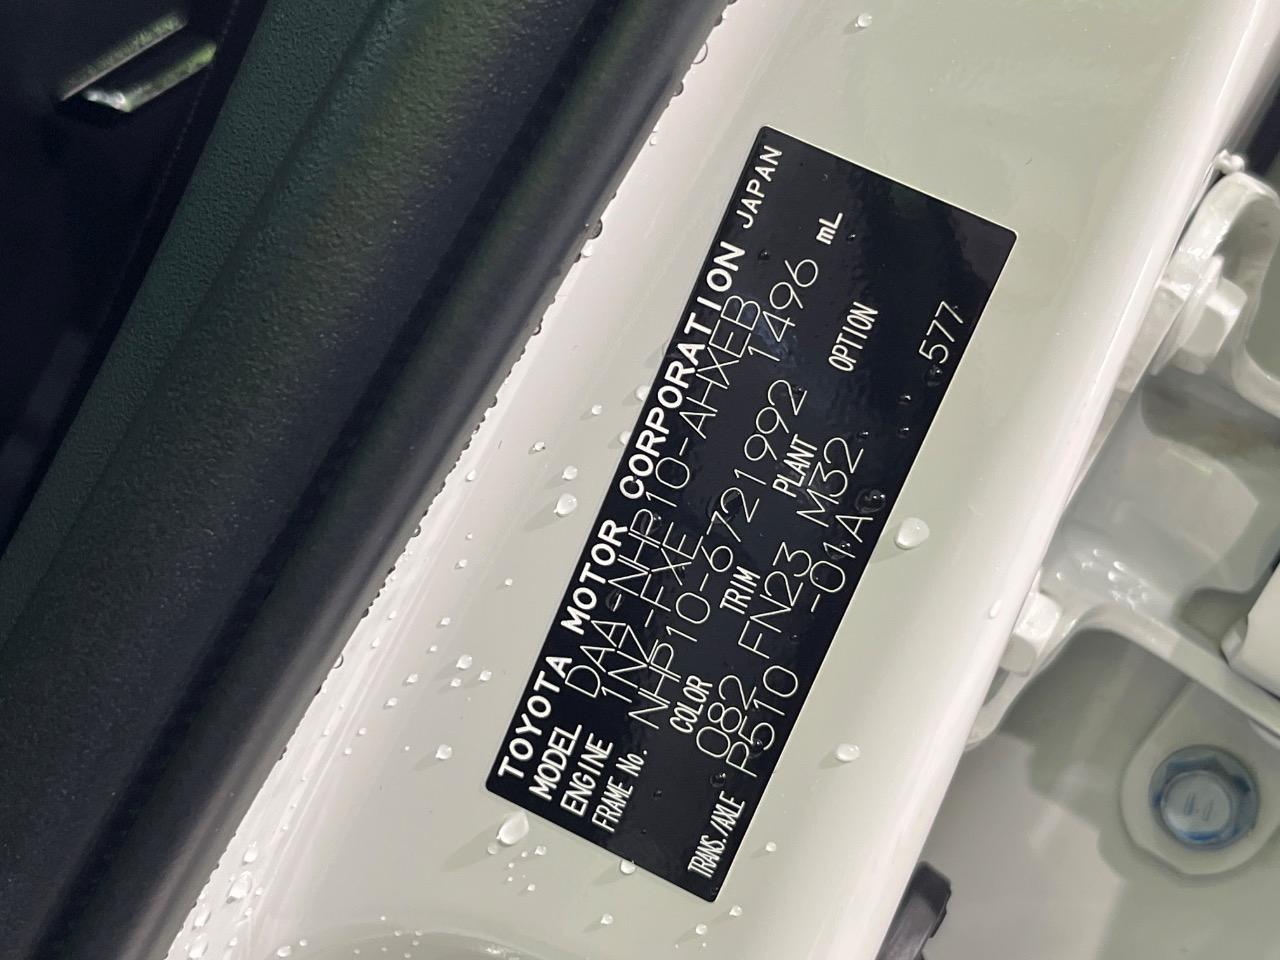 TOYOTA MOTOR CORPORATION JAPAN
MODEL DAA-NHP10-AHXEB
ENGINE 1NZ-FXE 1496 mL
FRAME No. NHP10-6721992
COLOR TRIM PLANT OPTION
082 FN23 M32
TRANS./AXLE P510 -01A 577